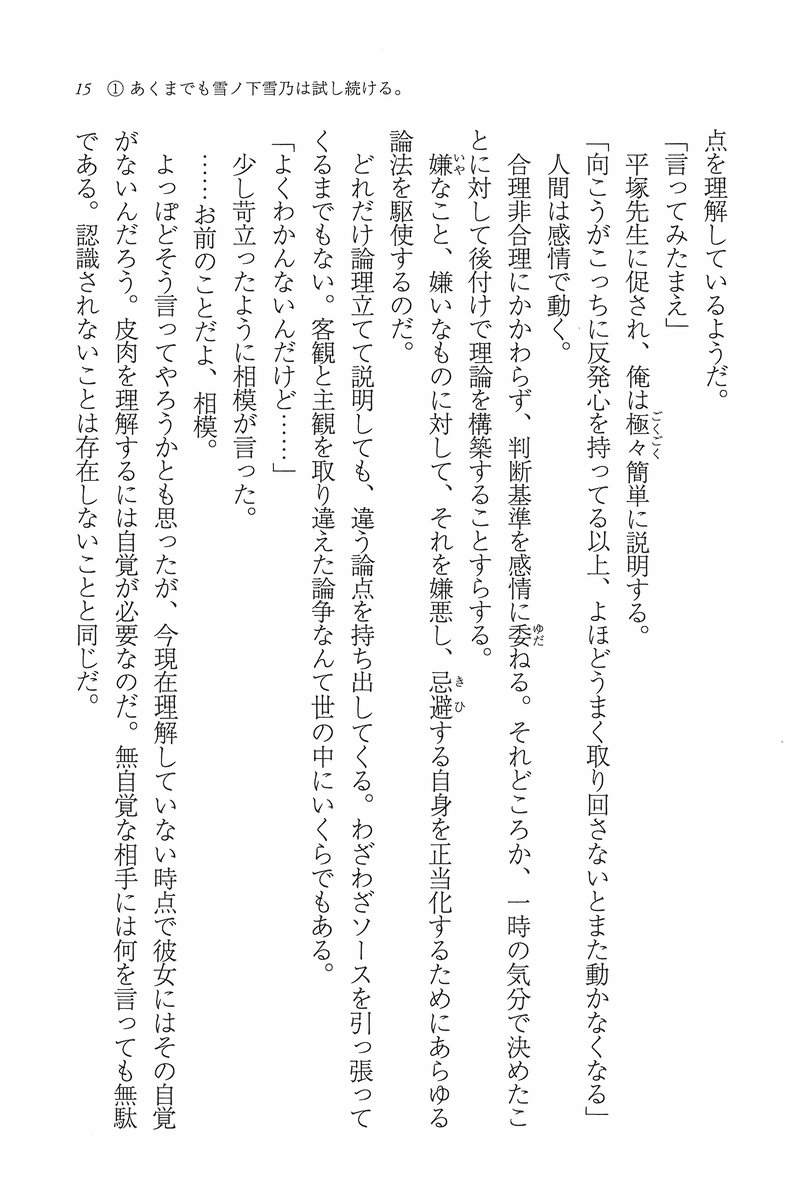 15　① あくまでも雪ノ下雪乃は試し続ける。
点を理解しているようだ。
「言ってみたまえ」
平塚先生に促され、俺は極々簡単に説明する。
「向こうがこっちに反発心を持ってる以上、よほどうまく取り回さないとまた動かなくなる」
人間は感情で動く。
合理非合理にかかわらず、判断基準を感情に委ねる。それどころか、一時の気分で決めたこ
とに対して後付けで理論を構築することすらする。
嫌なこと、嫌いなものに対して、それを嫌悪し、忌避する自身を正当化するためにあらゆる
論法を駆使するのだ。
どれだけ論理立てて説明しても、違う論点を持ち出してくる。わざわざソースを引っ張って
くるまでもない。客観と主観を取り違えた論争なんて世の中にいくらでもある。
「よくわかんないんだけど……」
少し苛立ったように相模が言った。
……お前のことだよ、相模。
よっぽどそう言ってやろうかとも思ったが、今現在理解していない時点で彼女にはその自覚
がないんだろう。皮肉を理解するには自覚が必要なのだ。無自覚な相手には何を言っても無駄
である。認識されないことは存在しないことと同じだ。